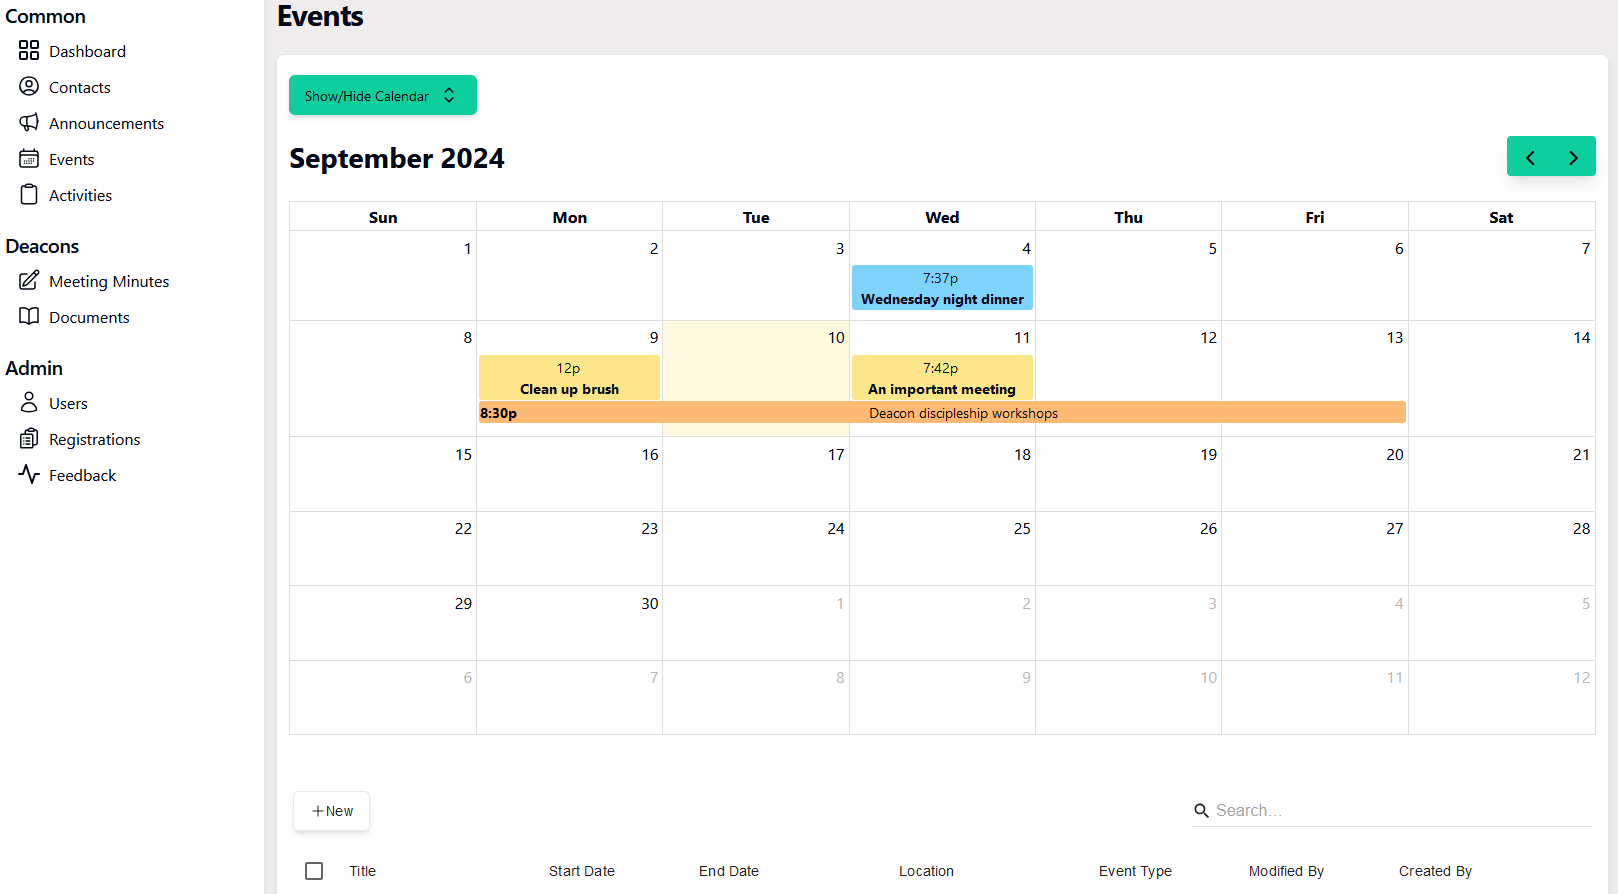 Common
Dashboard
Contacts
Announcements
Events
Activities
Deacons
Meeting Minutes
Documents
Admin
Users
Registrations
Feedback
Events
Show/Hide Calendar
September 2024
Sun Mon Tue Wed Thu Fri Sat
1 2 3 4 5 6 7
7:37p
Wednesday night dinner
8 9 10 11 12 13 14
12p 7:42p
Clean up brush An important meeting
8:30p Deacon discipleship workshops
15 16 17 18 19 20 21
22 23 24 25 26 27 28
29 30 1 2 3 4 5
6 7 8 9 10 11 12
+New Search...
Title Start Date End Date Location Event Type Modified By Created By